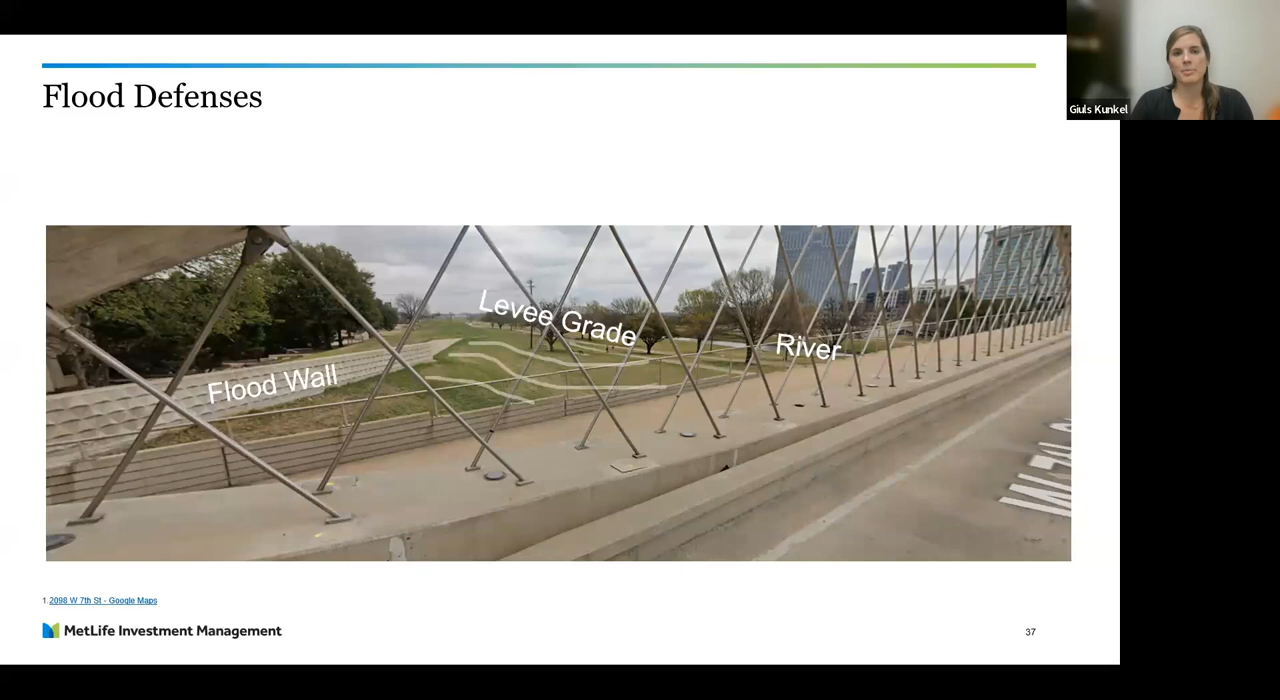 Flood Defenses
Giuls Kunkel
Levee Grade
River
Flood Wall
1.2098 W 7th St - Google Maps
MetLife Investment Management
37